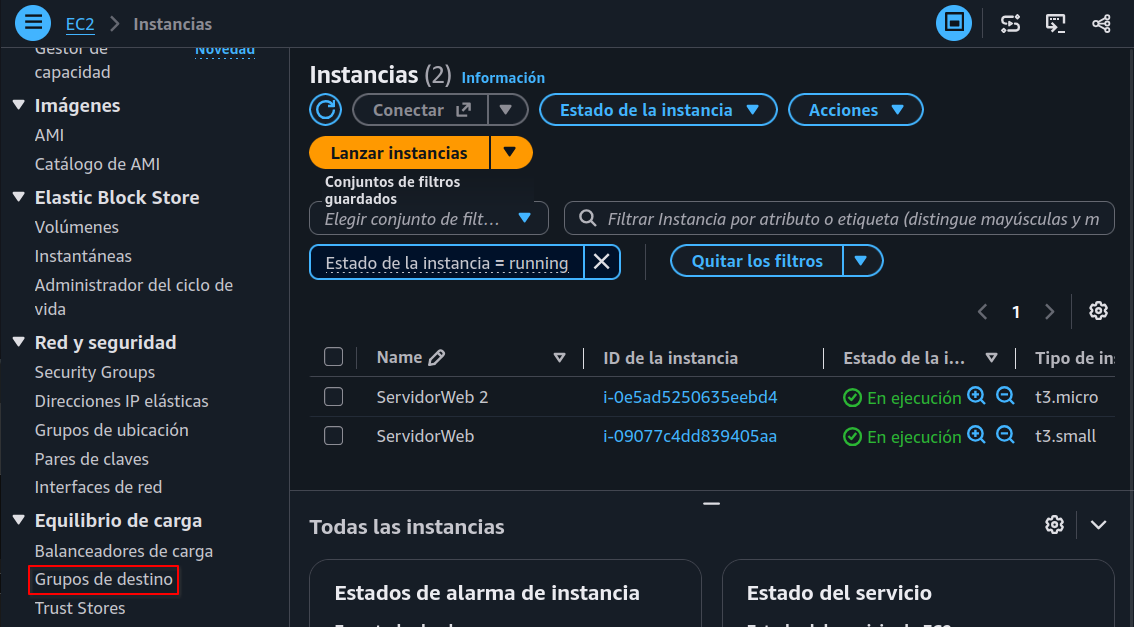 EC2 Instancias
Gestor de Novedad
capacidad
Imágenes
AMI
Catálogo de AMI
Elastic Block Store
Volúmenes
Instantáneas
Administrador del ciclo de
vida
Red y seguridad
Security Groups
Direcciones IP elásticas
Grupos de ubicación
Pares de claves
Interfaces de red
Equilibrio de carga
Balanceadores de carga
Grupos de destino
Trust Stores
Instancias (2) Información
Conectar Estado de la instancia Acciones
Lanzar instancias
Conjuntos de filtros
guardados
Elegir conjunto de filt... Filtrar Instancia por atributo o etiqueta (distingue mayúsculas y m
Estado de la instancia = running Quitar los filtros
1
Name ID de la instancia Estado de la i... Tipo de in
ServidorWeb 2 i-0e5ad5250635eebd4 En ejecución t3.micro
ServidorWeb i-09077c4dd839405aa En ejecución t3.small
Todas las instancias
Estados de alarma de instancia Estado del servicio